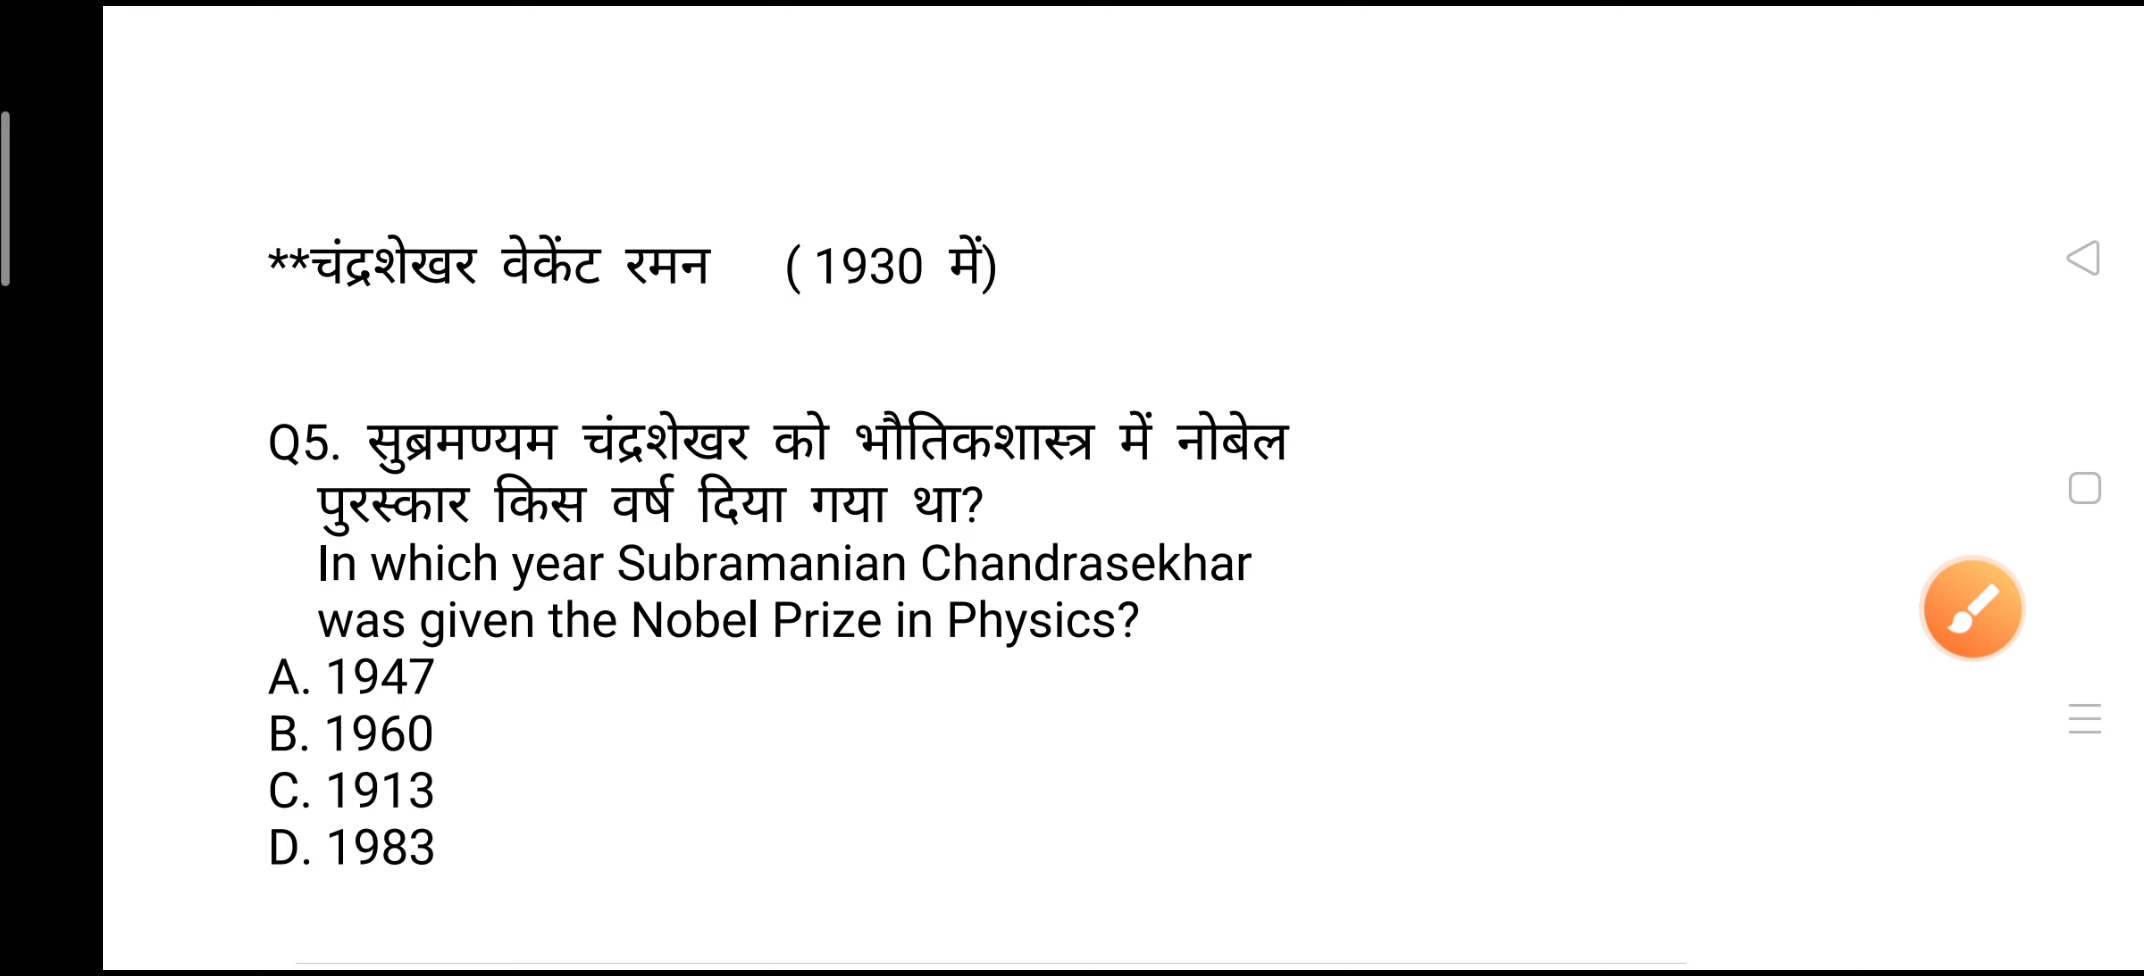 **चंद्रशेखर वेकेंट रमन ( 1930 में)
Q5. सुब्रमण्यम चंद्रशेखर को भौतिकशास्त्र में नोबेल
पुरस्कार किस वर्ष दिया गया था?
In which year Subramanian Chandrasekhar
was given the Nobel Prize in Physics?
A. 1947
B. 1960
C. 1913
D. 1983